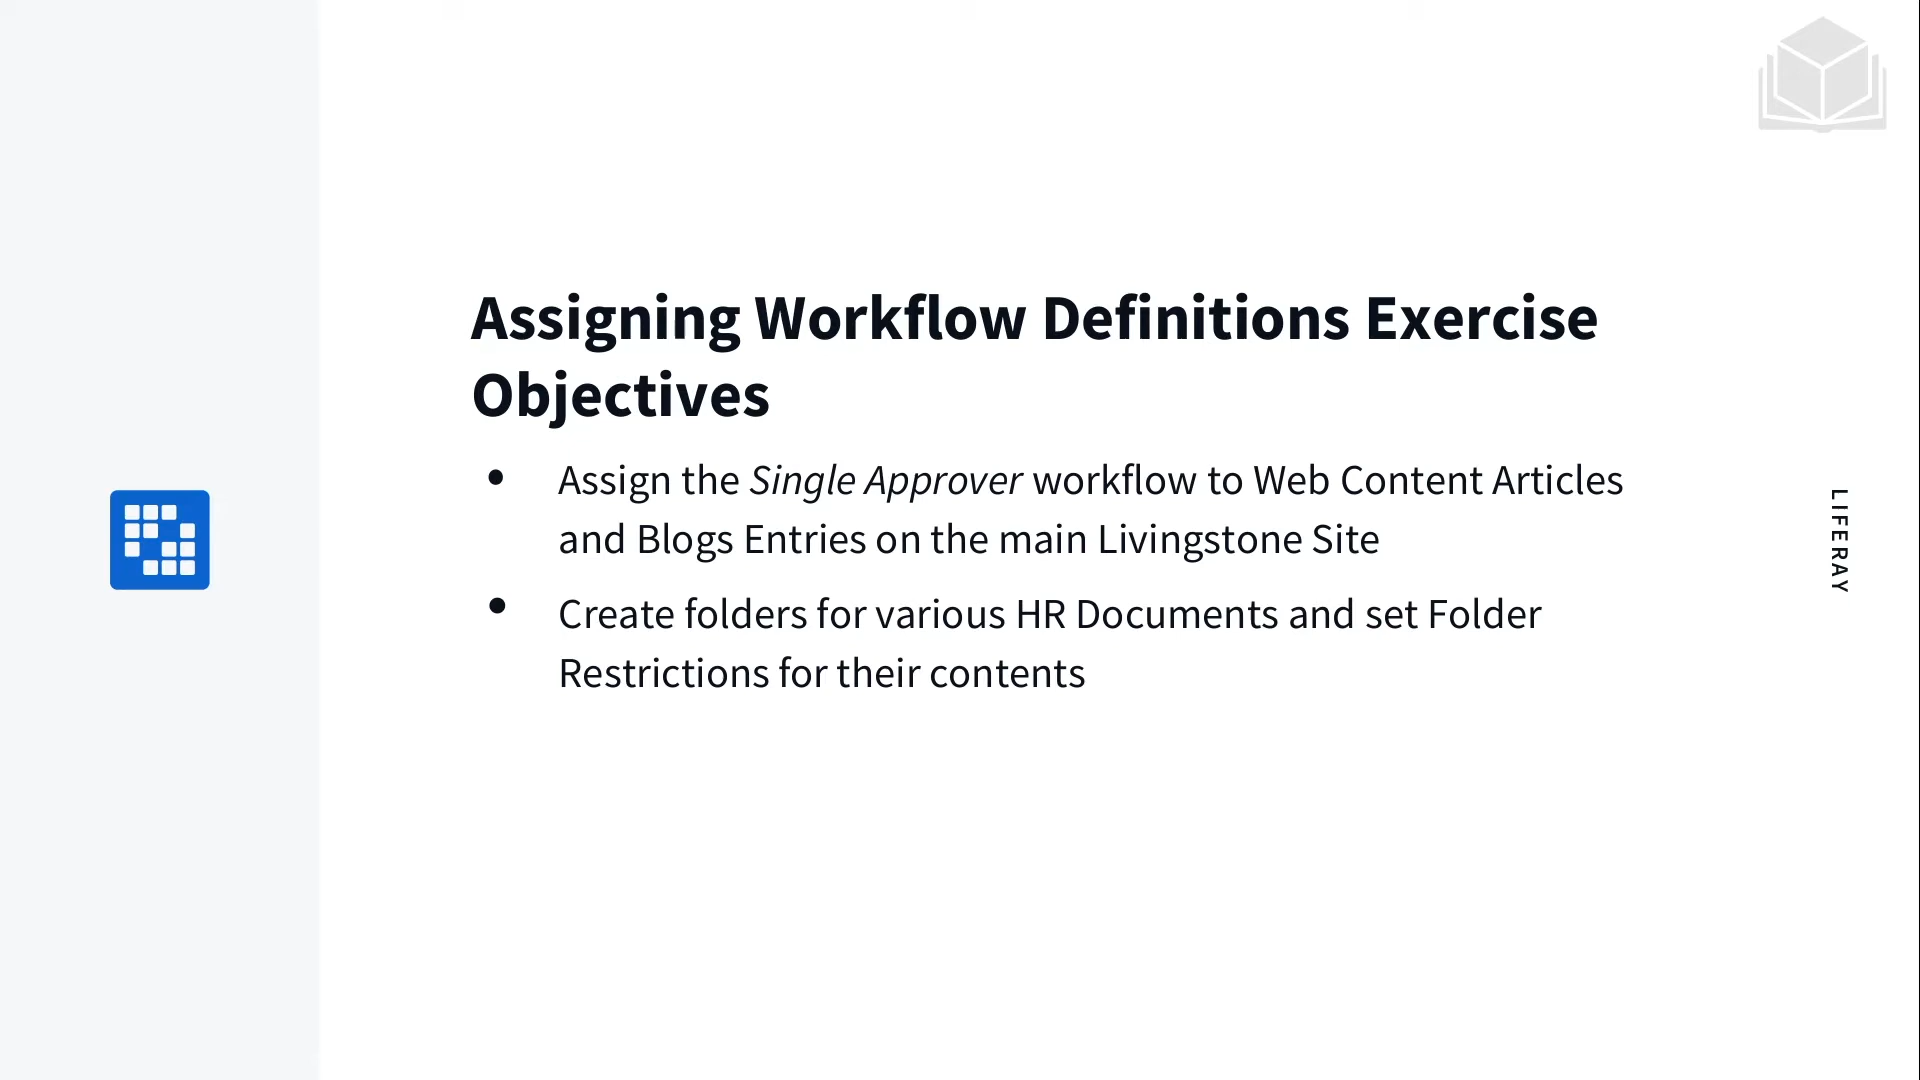 Assigning Workflow Definitions Exercise
Objectives
• Assign the Single Approver workflow to Web Content Articles
and Blogs Entries on the main Livingstone Site
• Create folders for various HR Documents and set Folder
Restrictions for their contents
LIFERAY